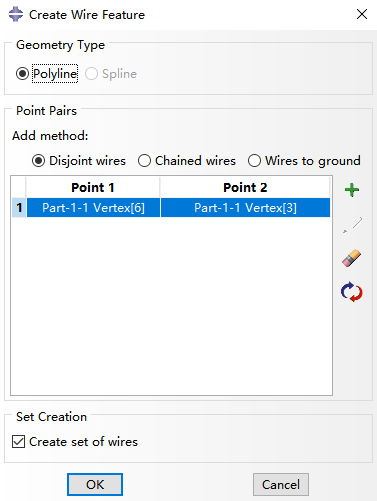 Create Wire Feature
Geometry Type
Polyline Spline
Point Pairs
Add method:
Disjoint wires Chained wires Wires to ground
Point 1 Point 2
1 Part-1-1 Vertex[6] Part-1-1 Vertex[3]
Set Creation
Create set of wires
OK Cancel